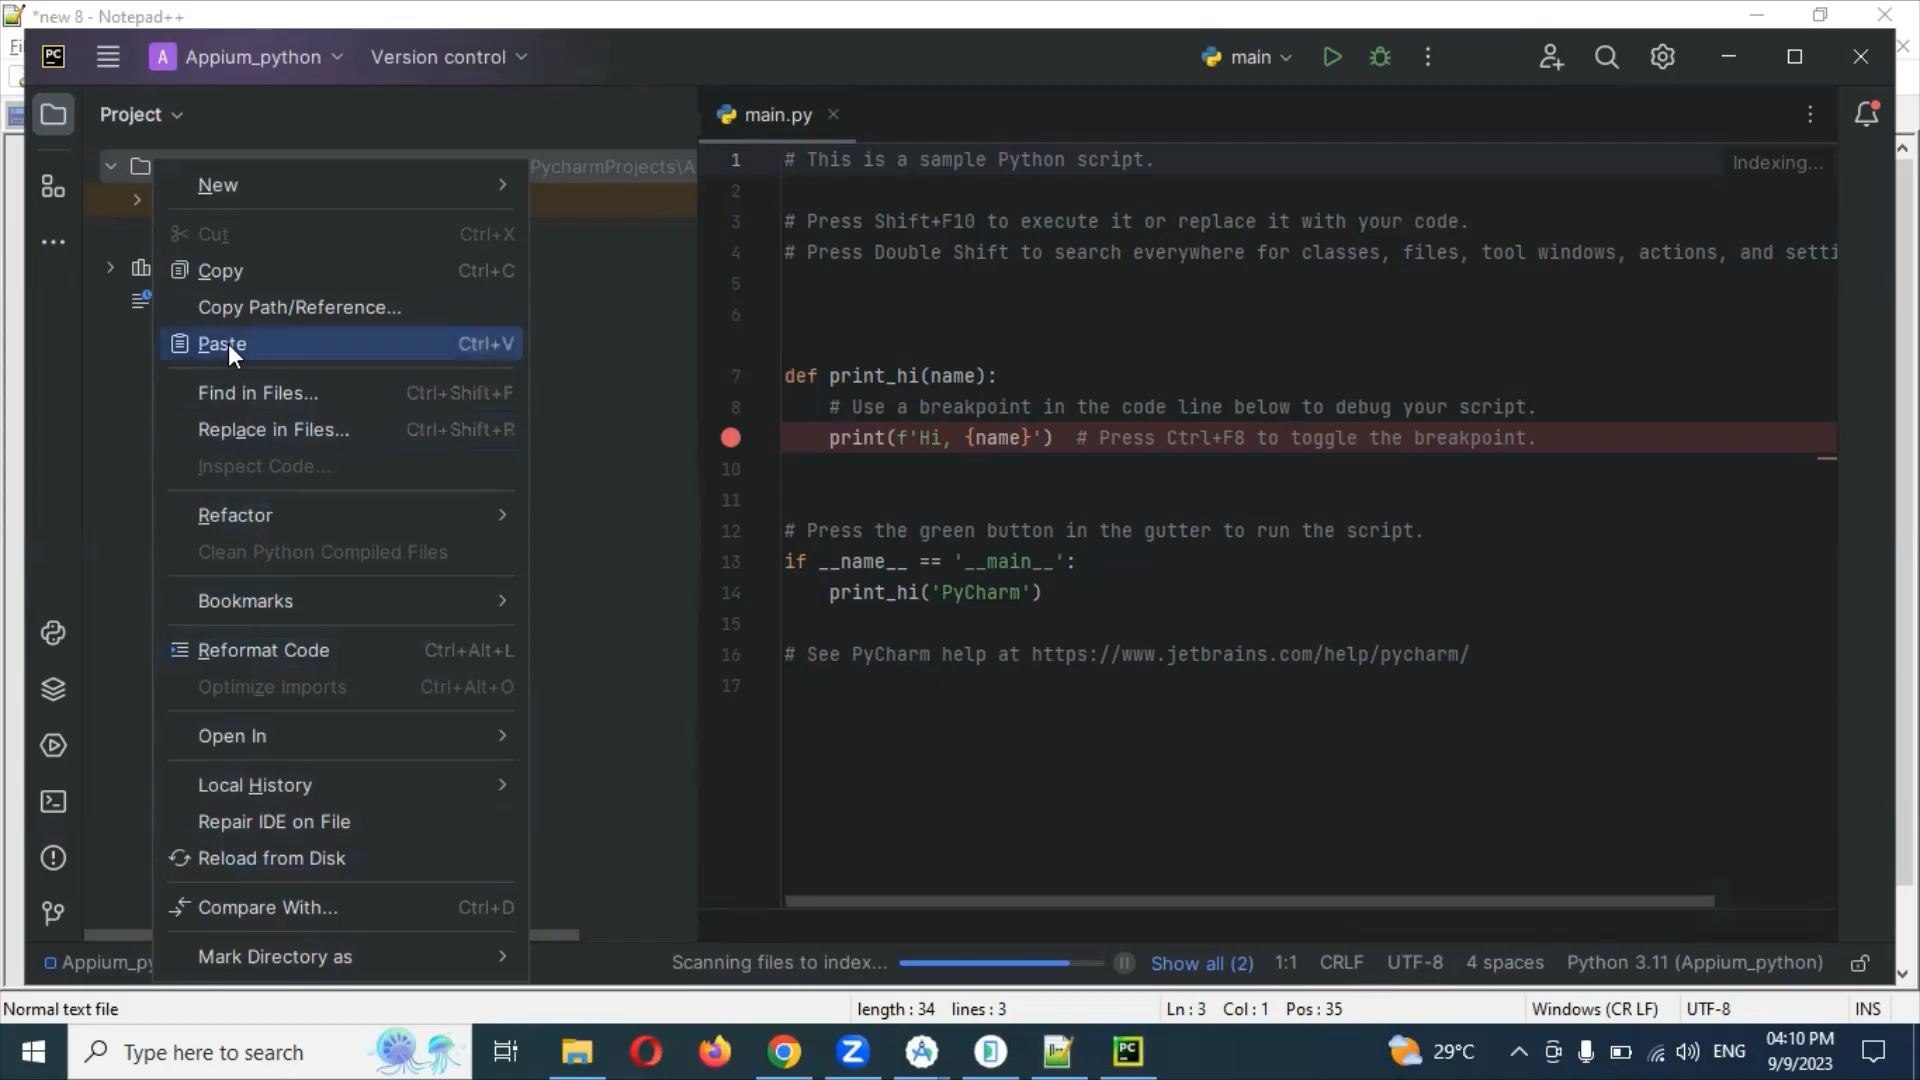 *new 8 - Notepad++
Fi
PC
A
Appium_python
Version control
main
Project
main.py
PycharmProjects\A
Indexing...
New
Cut Ctrl+X
Copy Ctrl+C
Copy Path/Reference...
Paste Ctrl+V
Find in Files... Ctrl+Shift+F
Replace in Files... Ctrl+Shift+R
Inspect Code...
Refactor
Clean Python Compiled Files
Bookmarks
Reformat Code Ctrl+Alt+L
Optimize Imports Ctrl+Alt+O
Open In
Local History
Repair IDE on File
Reload from Disk
Compare With... Ctrl+D
Mark Directory as
1 # This is a sample Python script.
2
3 # Press Shift+F10 to execute it or replace it with your code.
4 # Press Double Shift to search everywhere for classes, files, tool windows, actions, and setti
5
6
7 def print_hi(name):
8 # Use a breakpoint in the code line below to debug your script.
print(f'Hi, {name}') # Press Ctrl+F8 to toggle the breakpoint.
10
11
12 # Press the green button in the gutter to run the script.
13 if __name__ == '__main__':
14 print_hi('PyCharm')
15
16 # See PyCharm help at https://www.jetbrains.com/help/pycharm/
17
Appium_py
Scanning files to index...
Show all (2)
1:1 CRLF UTF-8 4 spaces Python 3.11 (Appium_python)
Normal text file length : 34 lines : 3 Ln : 3 Col : 1 Pos : 35 Windows (CR LF) UTF-8 INS
Type here to search
Z
PC
29°C
ENG
04:10 PM
9/9/2023